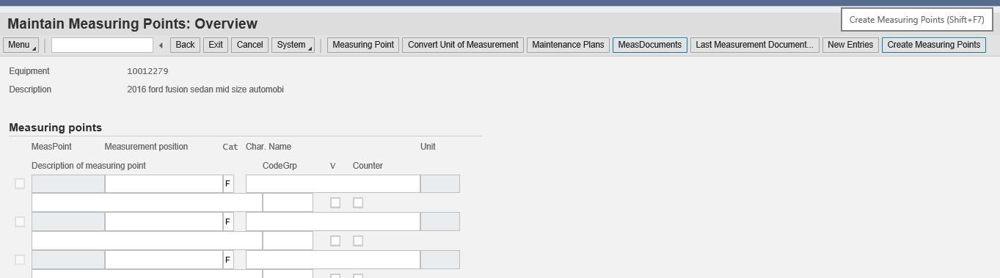 Maintain Measuring Points: Overview
Create Measuring Points (Shift+F7)
Menu Back Exit Cancel System Measuring Point Convert Unit of Measurement Maintenance Plans MeasDocuments Last Measurement Document... New Entries Create Measuring Points
Equipment 10012279
Description 2016 ford fusion sedan mid size automobi
Measuring points
MeasPoint Measurement position Cat Char. Name Unit
Description of measuring point CodeGrp V Counter
F
F
F